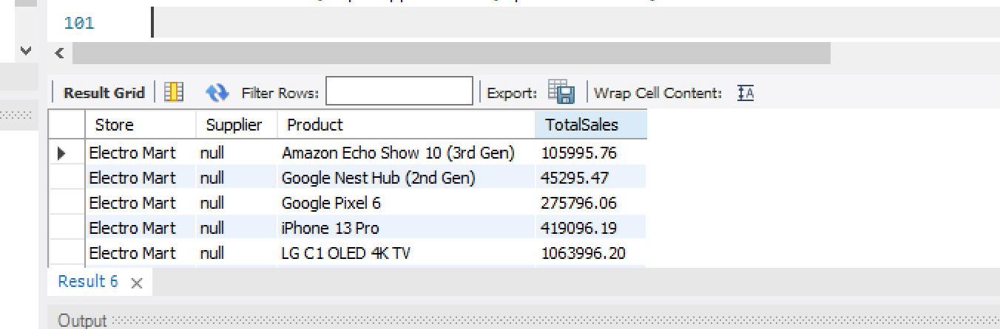 101
Result Grid Filter Rows: Export: Wrap Cell Content:
Store Supplier Product TotalSales
Electro Mart null Amazon Echo Show 10 (3rd Gen) 105995.76
Electro Mart null Google Nest Hub (2nd Gen) 45295.47
Electro Mart null Google Pixel 6 275796.06
Electro Mart null iPhone 13 Pro 419096.19
Electro Mart null LG C1 OLED 4K TV 1063996.20
Result 6
Output